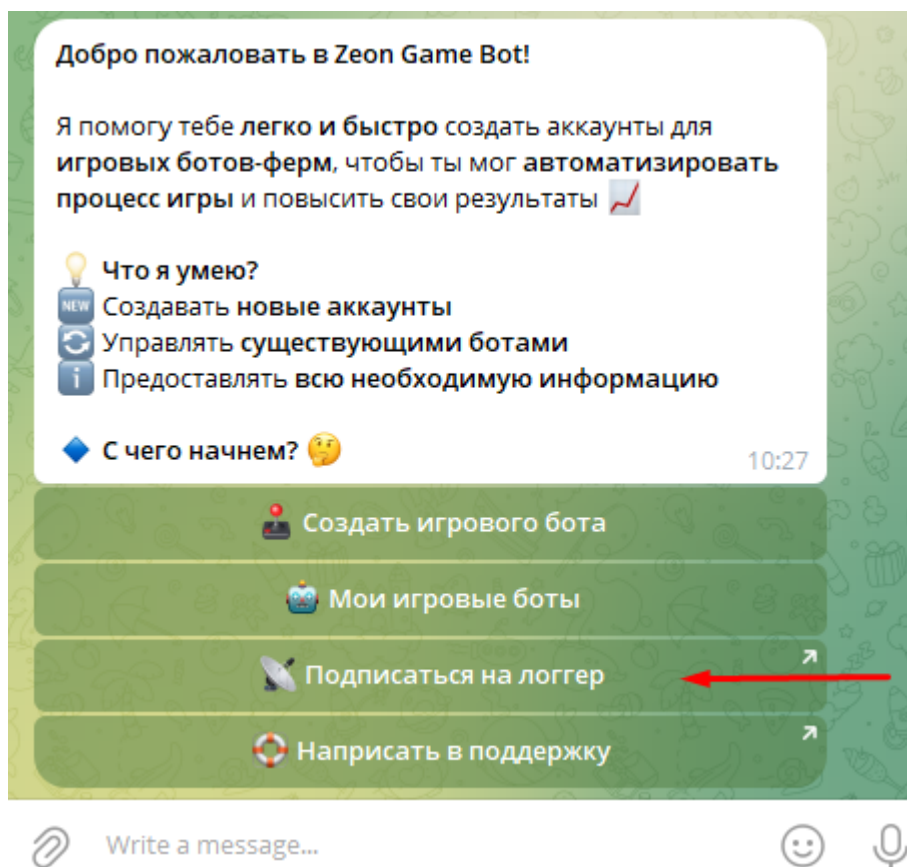 Добро пожаловать в Zeon Game Bot!
Я помогу тебе легко и быстро создать аккаунты для
игровых ботов-ферм, чтобы ты мог автоматизировать
процесс игры и повысить свои результаты
Что я умею?
NEW Создавать новые аккаунты
Управлять существующими ботами
i Предоставлять всю необходимую информацию
С чего начнем?
10:27
Создать игрового бота
Мои игровые боты
Подписаться на логгер
Наприсать в поддержку
Write a message...